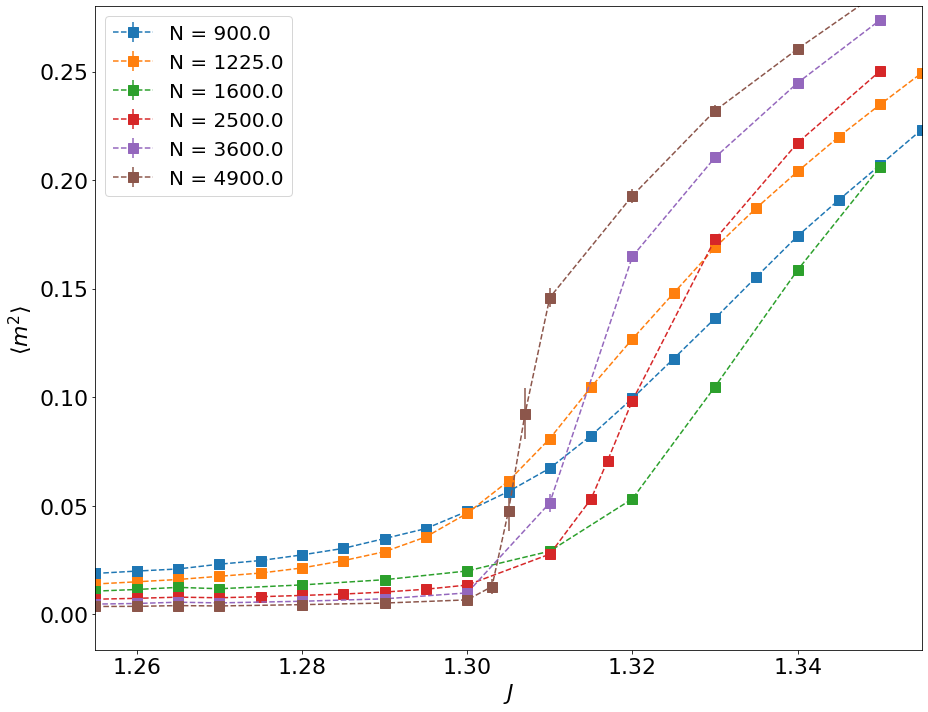 N = 900.0
N = 1225.0
N = 1600.0
N = 2500.0
N = 3600.0
N = 4900.0
0.25
0.20
0.15
0.10
0.05
0.00
⟨m²⟩
1.26 1.28 1.30 1.32 1.34
J